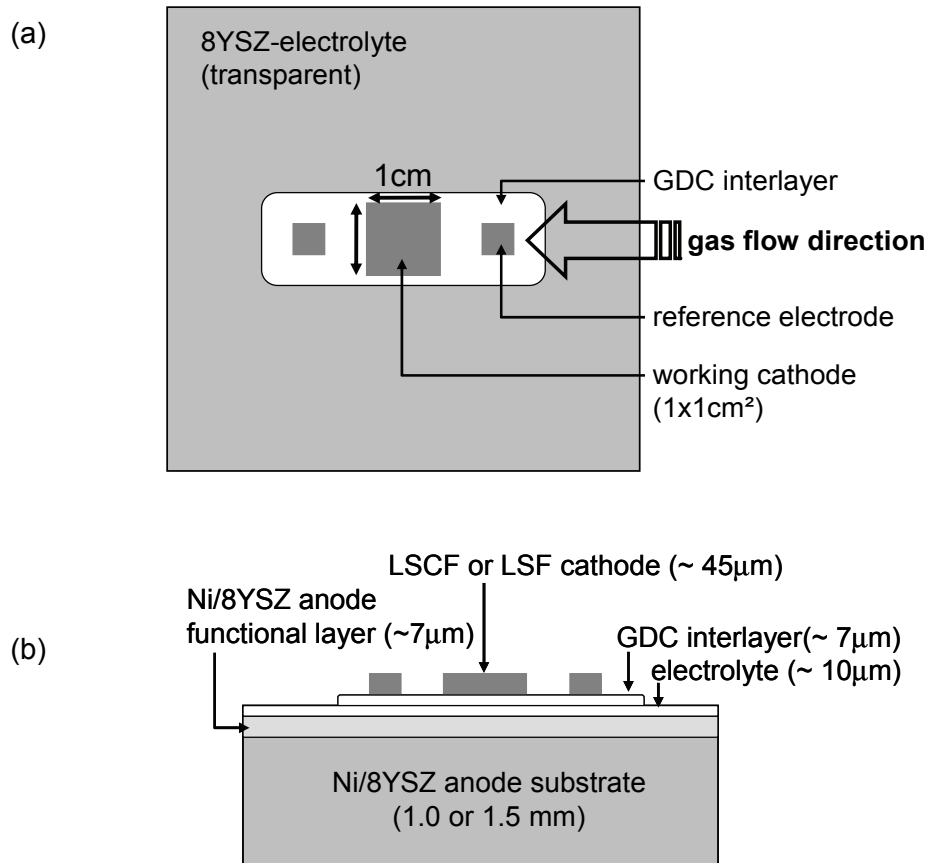 (a)
8YSZ-electrolyte
(transparent)
1cm
GDC interlayer
gas flow direction
reference electrode
working cathode
(1x1cm²)
(b)
LSCF or LSF cathode (~ 45μm)
Ni/8YSZ anode
functional layer (~7μm)
GDC interlayer(~ 7μm)
electrolyte (~ 10μm)
Ni/8YSZ anode substrate
(1.0 or 1.5 mm)